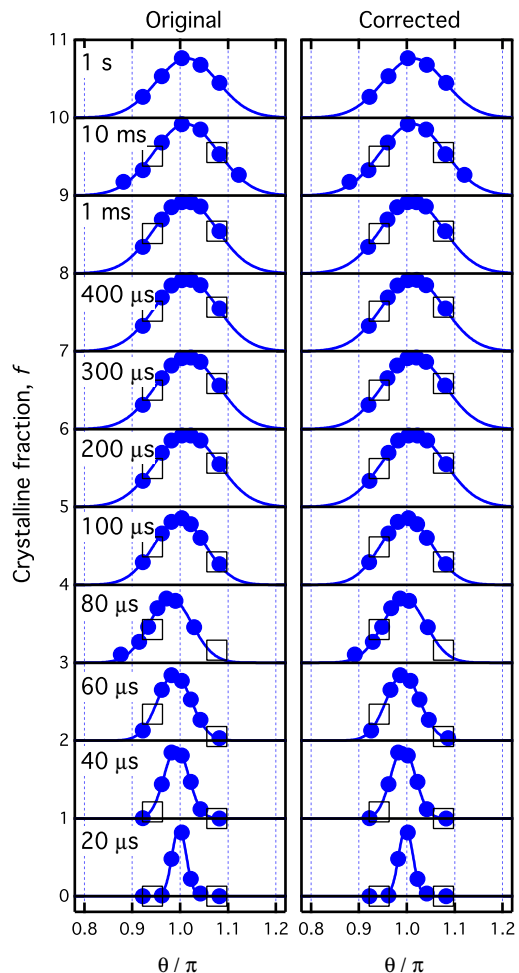 Original Corrected
11
1 s
10
10 ms
9
1 ms
8
400 μs
7
300 μs
6
200 μs
5
100 μs
4
80 μs
3
60 μs
2
40 μs
1
20 μs
0
Crystalline fraction, f
0.8 0.9 1.0 1.1 1.2 0.8 0.9 1.0 1.1 1.2
θ / π θ / π